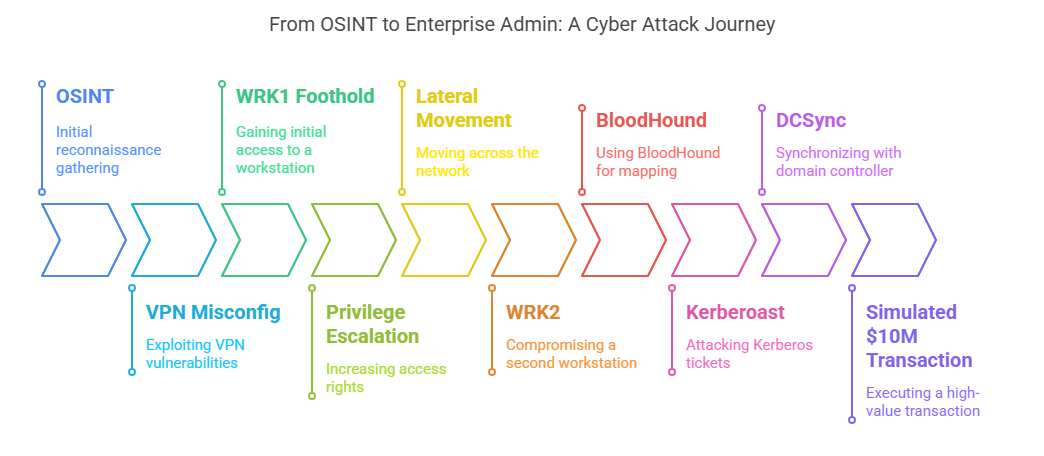 From OSINT to Enterprise Admin: A Cyber Attack Journey
OSINT
Initial
reconnaissance
gathering
VPN Misconfig
Exploiting VPN
vulnerabilities
WRK1 Foothold
Gaining initial
access to a
workstation
Privilege
Escalation
Increasing access
rights
Lateral
Movement
Moving across the
network
WRK2
Compromising a
second workstation
BloodHound
Using BloodHound
for mapping
Kerberoast
Attacking Kerberos
tickets
DCSync
Synchronizing with
domain controller
Simulated
$10M
Transaction
Executing a high-
value transaction